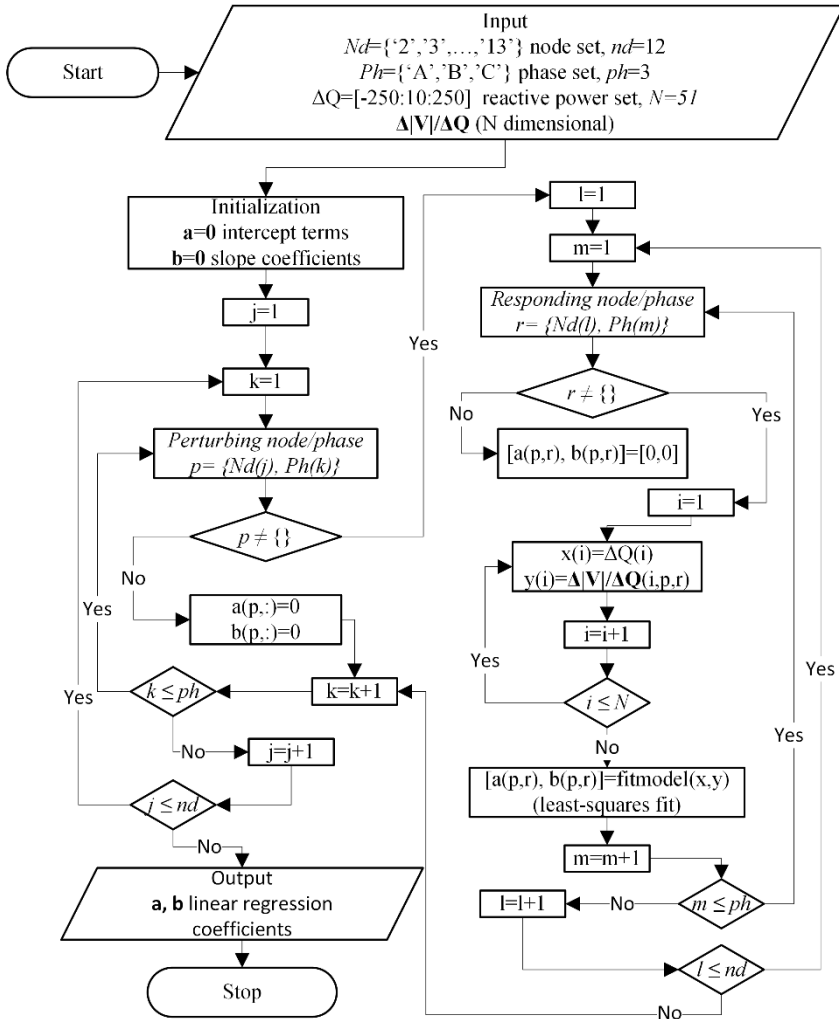 Start
Input
Nd={‘2’,’3’,…,’13’} node set, nd=12
Ph={‘A’,’B’,’C’} phase set, ph=3
ΔQ=[-250:10:250] reactive power set, N=51
Δ|V|/ΔQ (N dimensional)
Initialization
a=0 intercept terms
b=0 slope coefficients
j=1
k=1
Perturbing node/phase
p= {Nd(j), Ph(k)}
p ≠ {}
Yes
No
a(p,:)=0
b(p,:)=0
k=k+1
k ≤ ph
Yes
No
j=j+1
j ≤ nd
Yes
No
Output
a, b linear regression
coefficients
Stop
l=1
m=1
Responding node/phase
r= {Nd(l), Ph(m)}
r ≠ {}
No
Yes
[a(p,r), b(p,r)]=[0,0]
i=1
x(i)=ΔQ(i)
y(i)=Δ|V|/ΔQ(i,p,r)
i=i+1
i ≤ N
Yes
No
[a(p,r), b(p,r)]=fitmodel(x,y)
(least-squares fit)
m=m+1
m ≤ ph
Yes
No
l=l+1
l ≤ nd
Yes
No